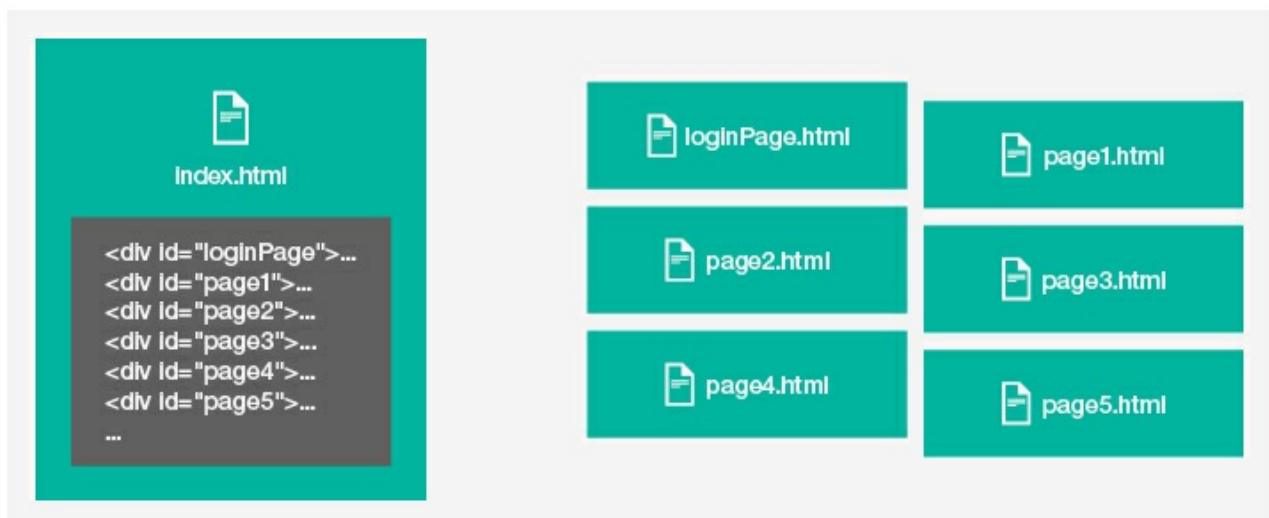 index.html
<div id="loginPage">...
<div id="page1">...
<div id="page2">...
<div id="page3">...
<div id="page4">...
<div id="page5">...
...
loginPage.html
page1.html
page2.html
page3.html
page4.html
page5.html